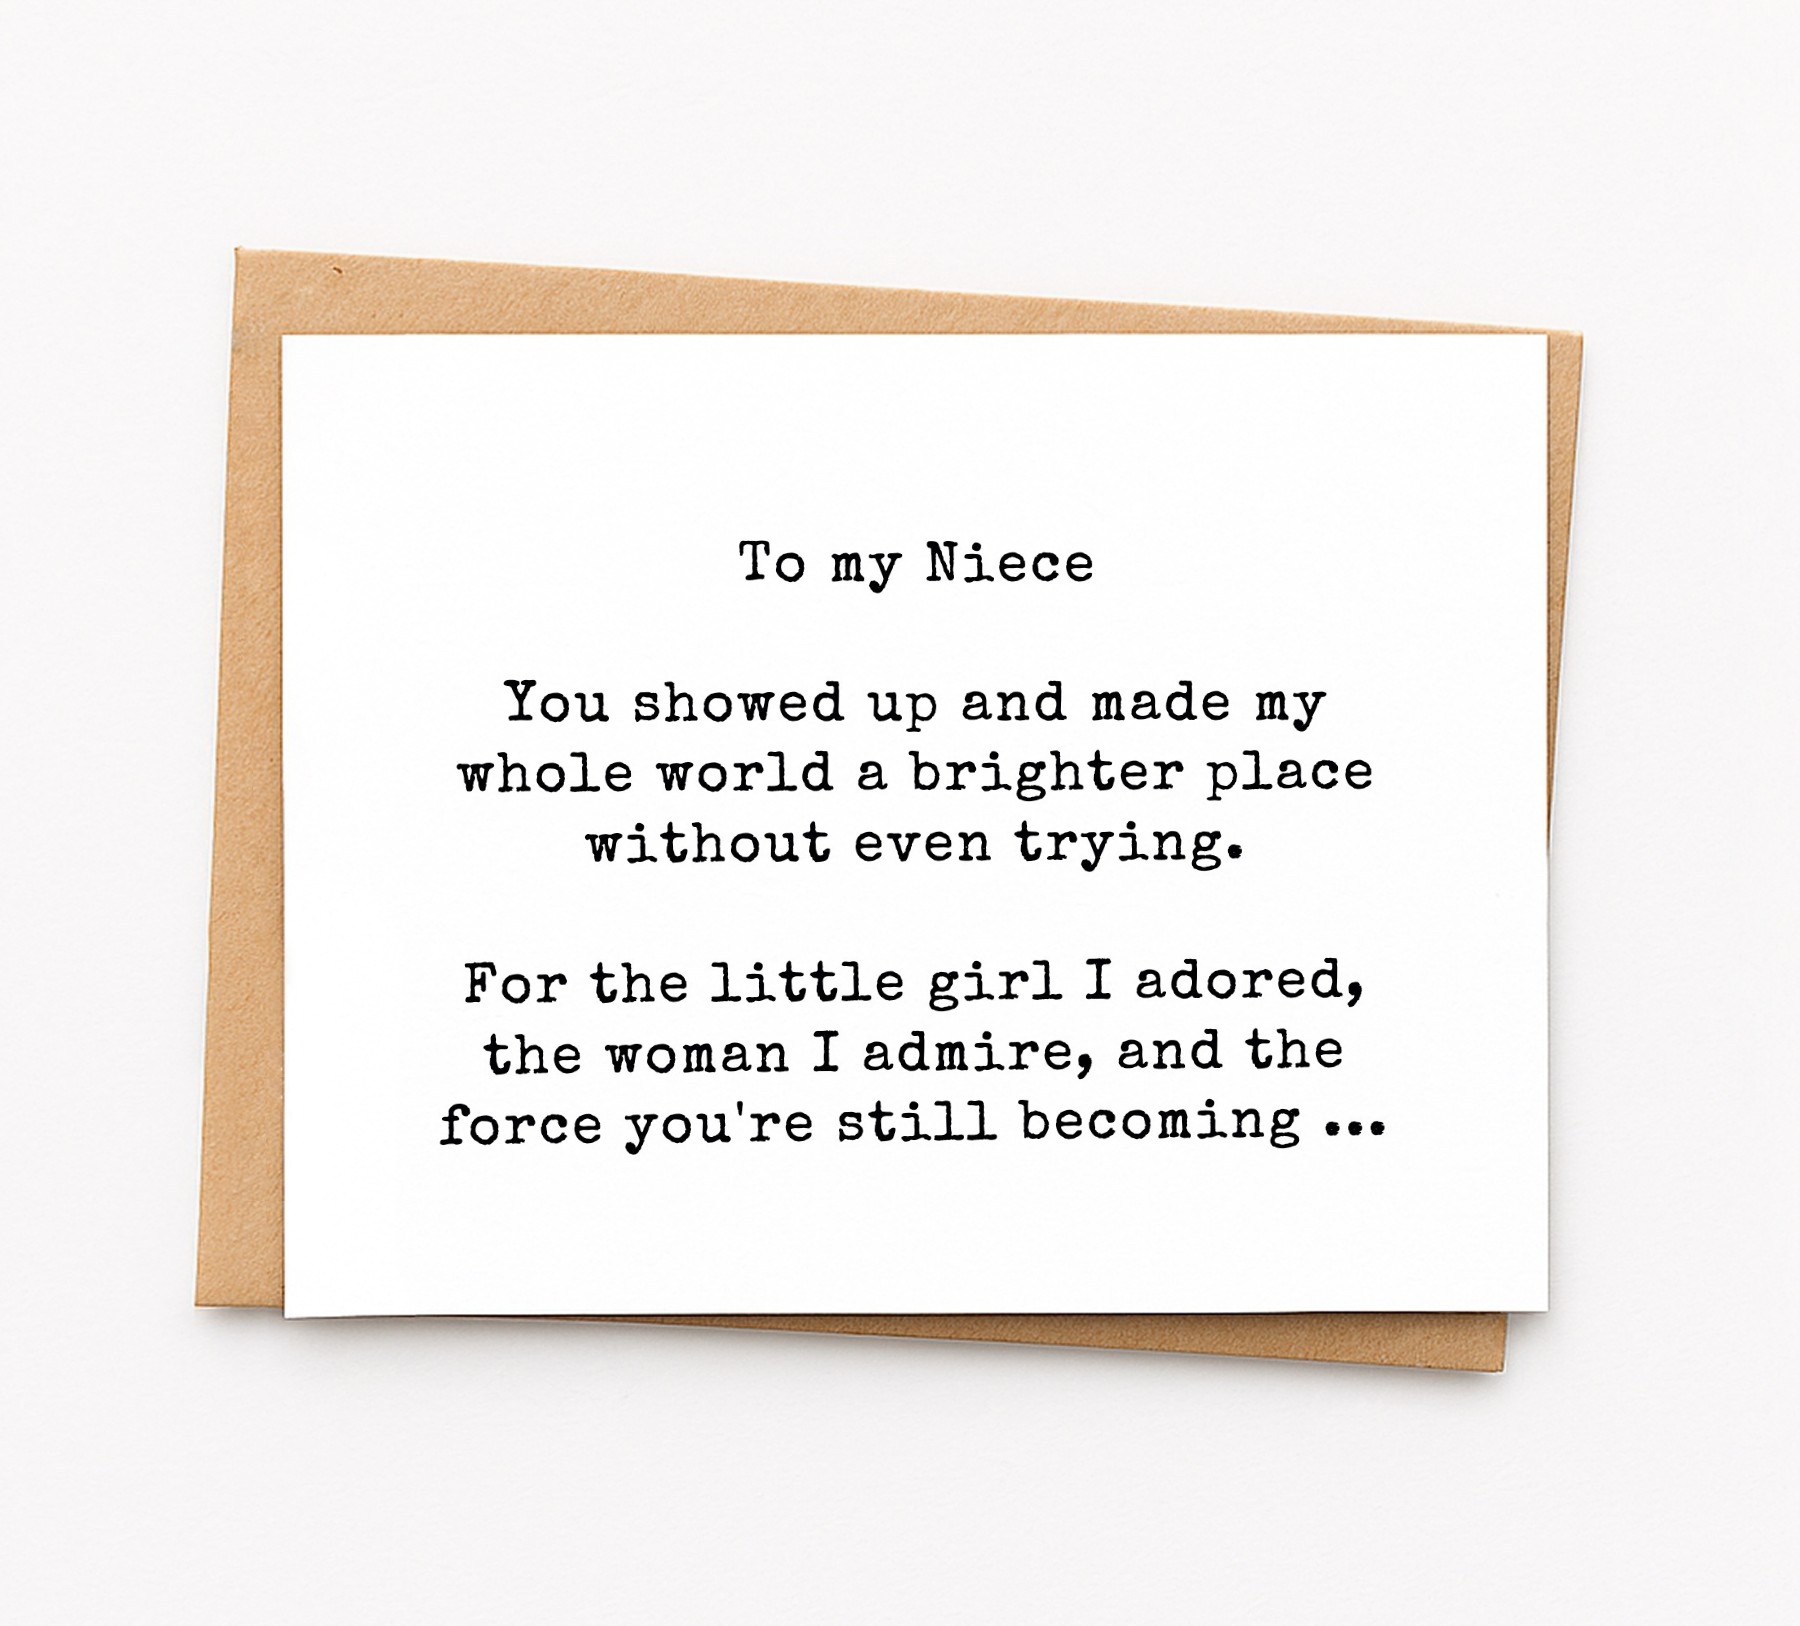 To my Niece
You showed up and made my
whole world a brighter place
without even trying.
For the little girl I adored,
the woman I admire, and the
force you're still becoming ...